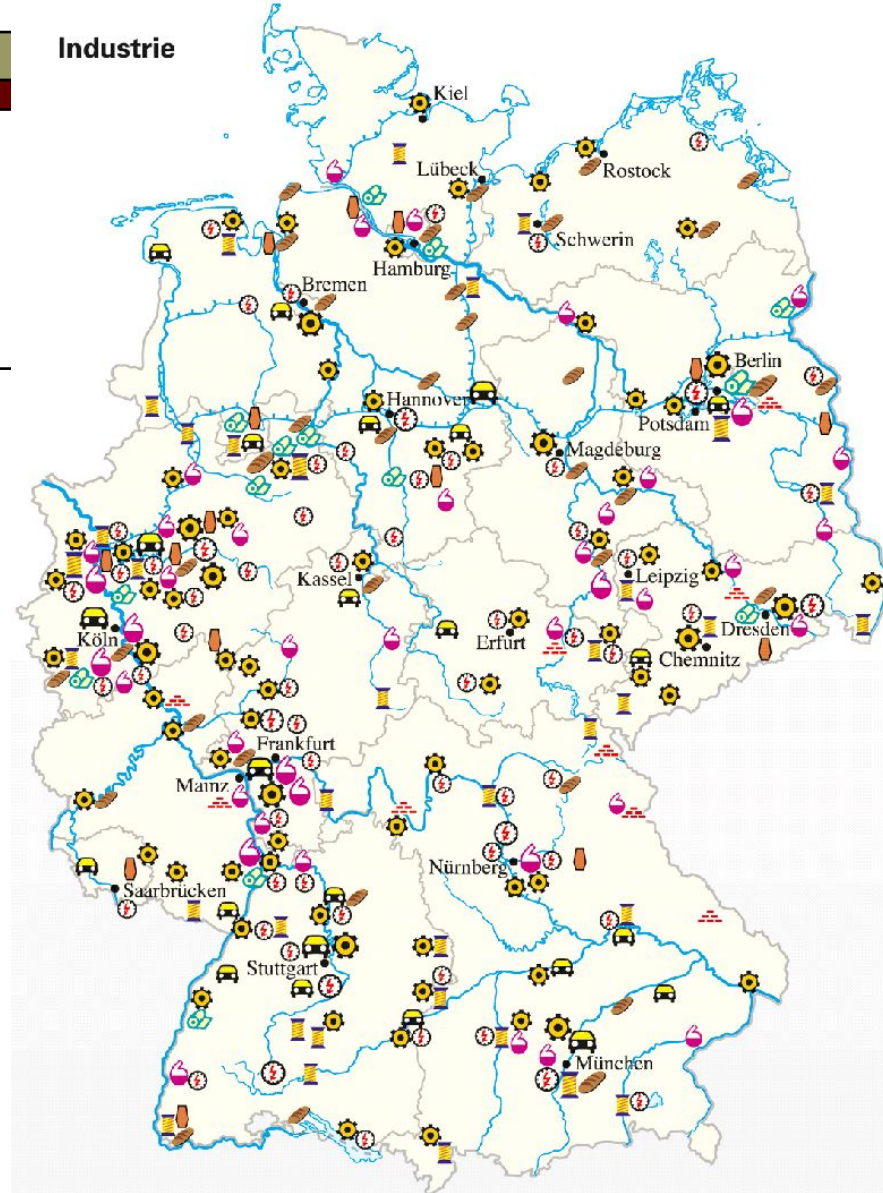 Industrie
Kiel
Lübeck
Rostock
Schwerin
Hamburg
Bremen
Berlin
Hannover
Potsdam
Magdeburg
Kassel
Leipzig
Köln
Erfurt
Dresden
Chemnitz
Frankfurt
Mainz
Nürnberg
Saarbrücken
Stuttgart
München